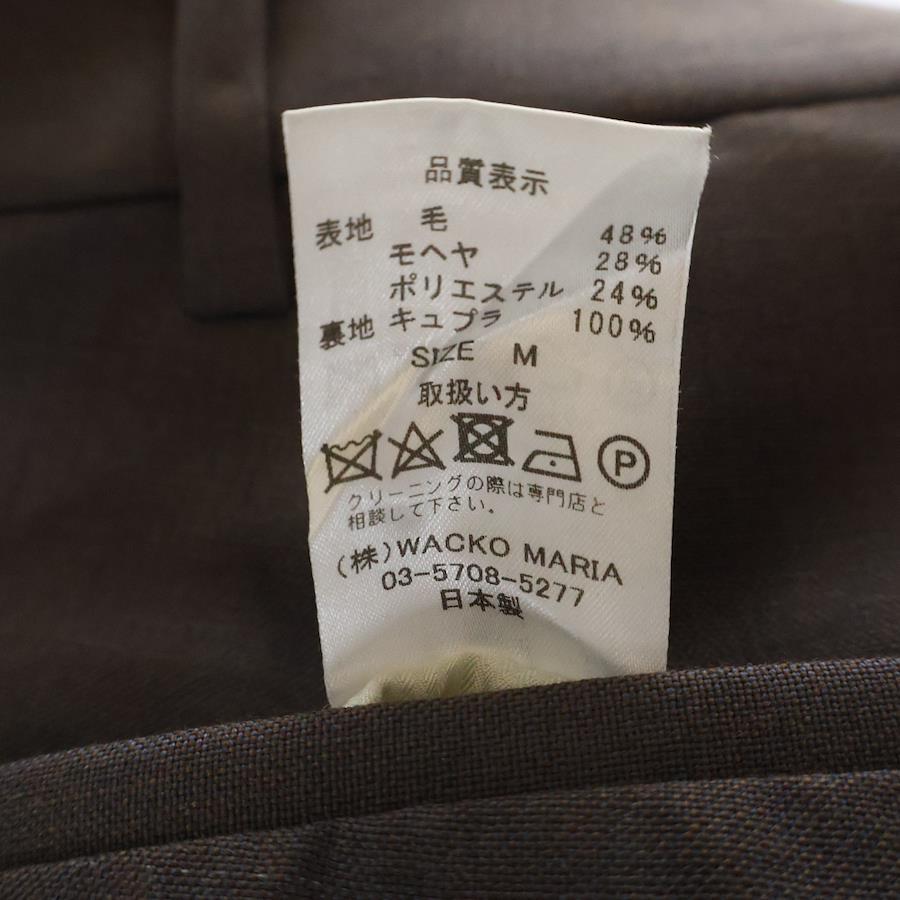 品質表示
表地 毛 48%
モヘヤ 28%
ポリエステル 24%
裏地 キュプラ 100%
SIZE M
取扱い方
P
クリーニングの際は専門店と
相談して下さい。
(株)WACKO MARIA
03-5708-5277
日本製